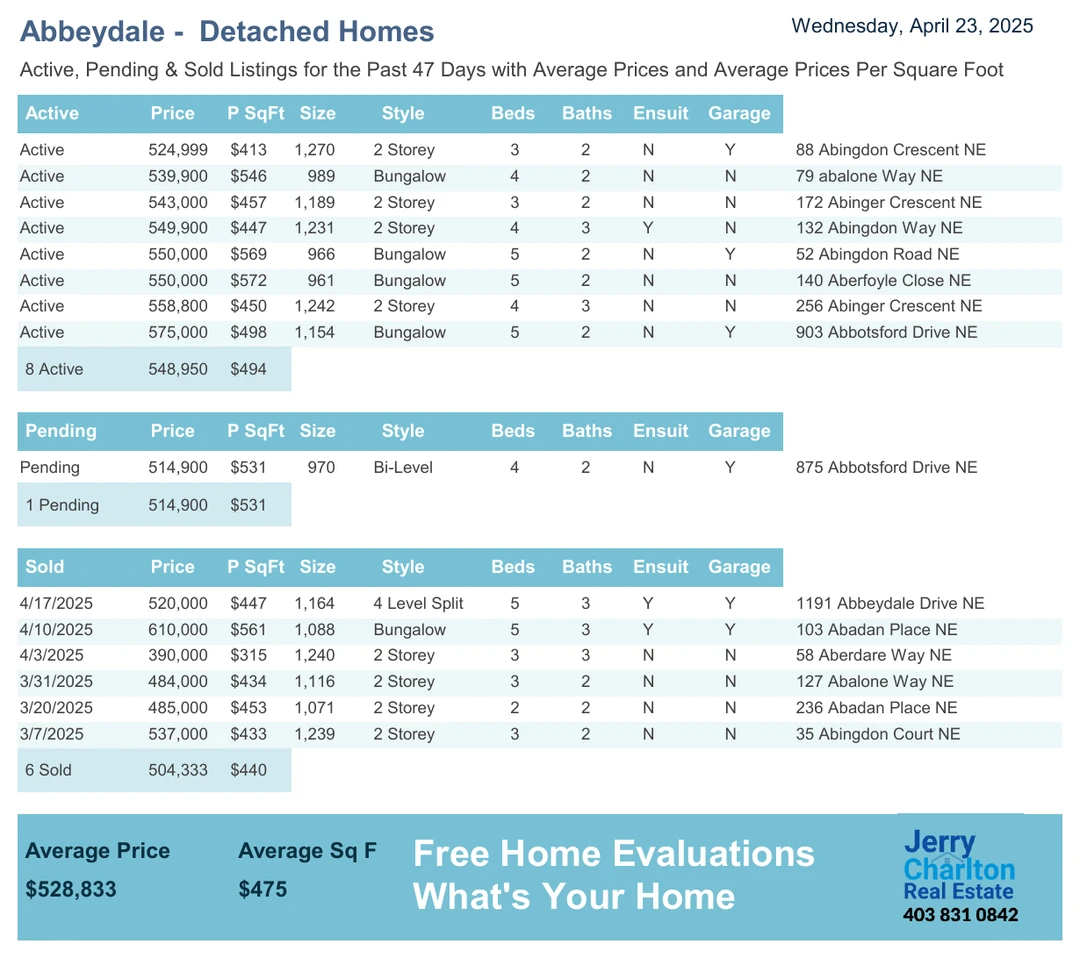 Abbeydale - Detached Homes
Wednesday, April 23, 2025
Active, Pending & Sold Listings for the Past 47 Days with Average Prices and Average Prices Per Square Foot
Active Price P SqFt Size Style Beds Baths Ensuit Garage
Active 524,999 $413 1,270 2 Storey 3 2 N Y 88 Abingdon Crescent NE
Active 539,900 $546 989 Bungalow 4 2 N N 79 abalone Way NE
Active 543,000 $457 1,189 2 Storey 3 2 N N 172 Abinger Crescent NE
Active 549,900 $447 1,231 2 Storey 4 3 Y N 132 Abingdon Way NE
Active 550,000 $569 966 Bungalow 5 2 N Y 52 Abingdon Road NE
Active 550,000 $572 961 Bungalow 5 2 N N 140 Aberfoyle Close NE
Active 558,800 $450 1,242 2 Storey 4 3 N N 256 Abinger Crescent NE
Active 575,000 $498 1,154 Bungalow 5 2 N Y 903 Abbotsford Drive NE
8 Active 548,950 $494
Pending Price P SqFt Size Style Beds Baths Ensuit Garage
Pending 514,900 $531 970 Bi-Level 4 2 N Y 875 Abbotsford Drive NE
1 Pending 514,900 $531
Sold Price P SqFt Size Style Beds Baths Ensuit Garage
4/17/2025 520,000 $447 1,164 4 Level Split 5 3 Y Y 1191 Abbeydale Drive NE
4/10/2025 610,000 $561 1,088 Bungalow 5 3 Y Y 103 Abadan Place NE
4/3/2025 390,000 $315 1,240 2 Storey 3 3 N N 58 Aberdare Way NE
3/31/2025 484,000 $434 1,116 2 Storey 3 2 N N 127 Abalone Way NE
3/20/2025 485,000 $453 1,071 2 Storey 2 2 N N 236 Abadan Place NE
3/7/2025 537,000 $433 1,239 2 Storey 3 2 N N 35 Abingdon Court NE
6 Sold 504,333 $440
Average Price Average Sq F
$528,833 $475
Free Home Evaluations
What's Your Home
Jerry
Charlton
Real Estate
403 831 0842